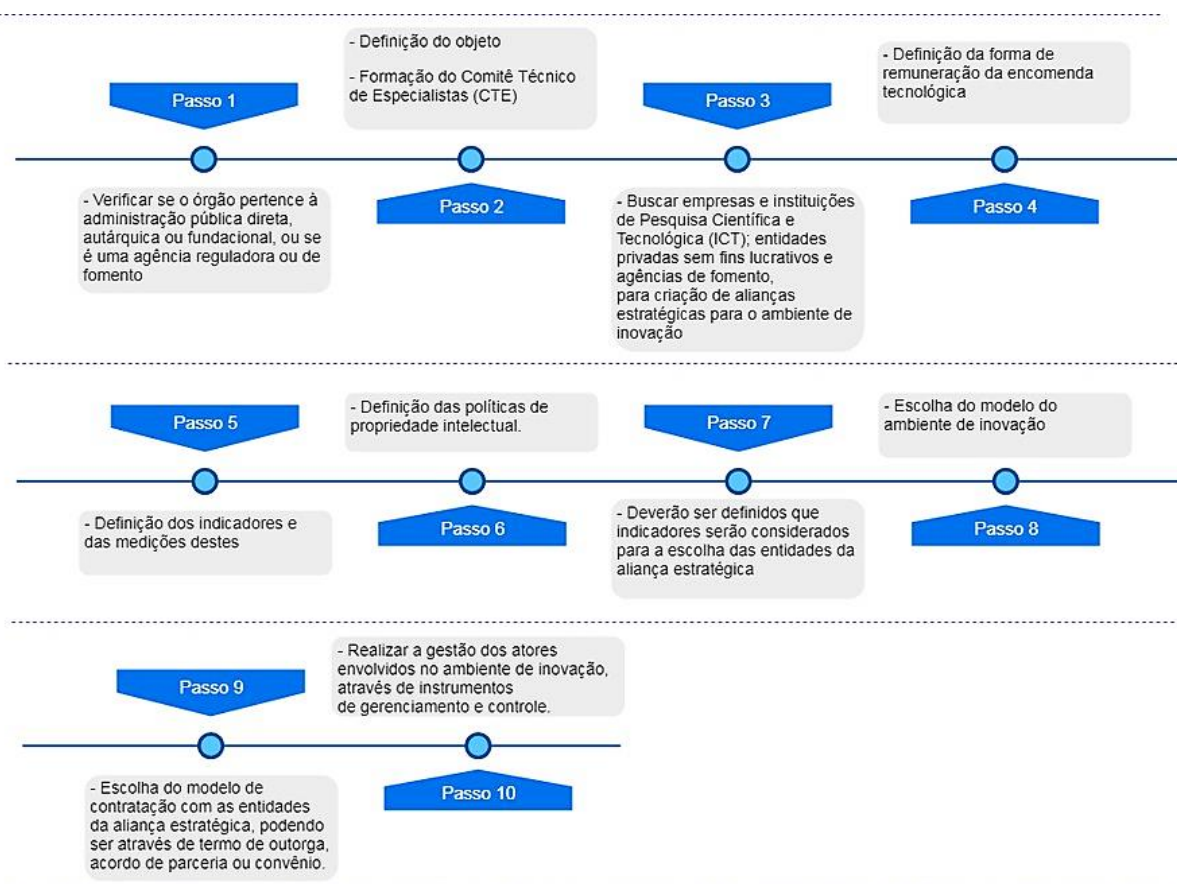 Passo 1
- Verificar se o órgão pertence à
administração pública direta,
autárquica ou fundacional, ou se
é uma agência reguladora ou de
fomento
- Definição do objeto
- Formação do Comitê Técnico
de Especialistas (CTE)
Passo 2
Passo 3
- Buscar empresas e instituições
de Pesquisa Científica e
Tecnológica (ICT); entidades
privadas sem fins lucrativos e
agências de fomento,
para criação de alianças
estratégicas para o ambiente de
inovação
- Definição da forma de
remuneração da encomenda
tecnológica
Passo 4
Passo 5
- Definição dos indicadores e
das medições destes
- Definição das políticas de
propriedade intelectual.
Passo 6
Passo 7
- Deverão ser definidos que
indicadores serão considerados
para a escolha das entidades da
aliança estratégica
- Escolha do modelo do
ambiente de inovação
Passo 8
Passo 9
- Escolha do modelo de
contratação com as entidades
da aliança estratégica, podendo
ser através de termo de outorga,
acordo de parceria ou convênio.
- Realizar a gestão dos atores
envolvidos no ambiente de inovação,
através de instrumentos
de gerenciamento e controle.
Passo 10